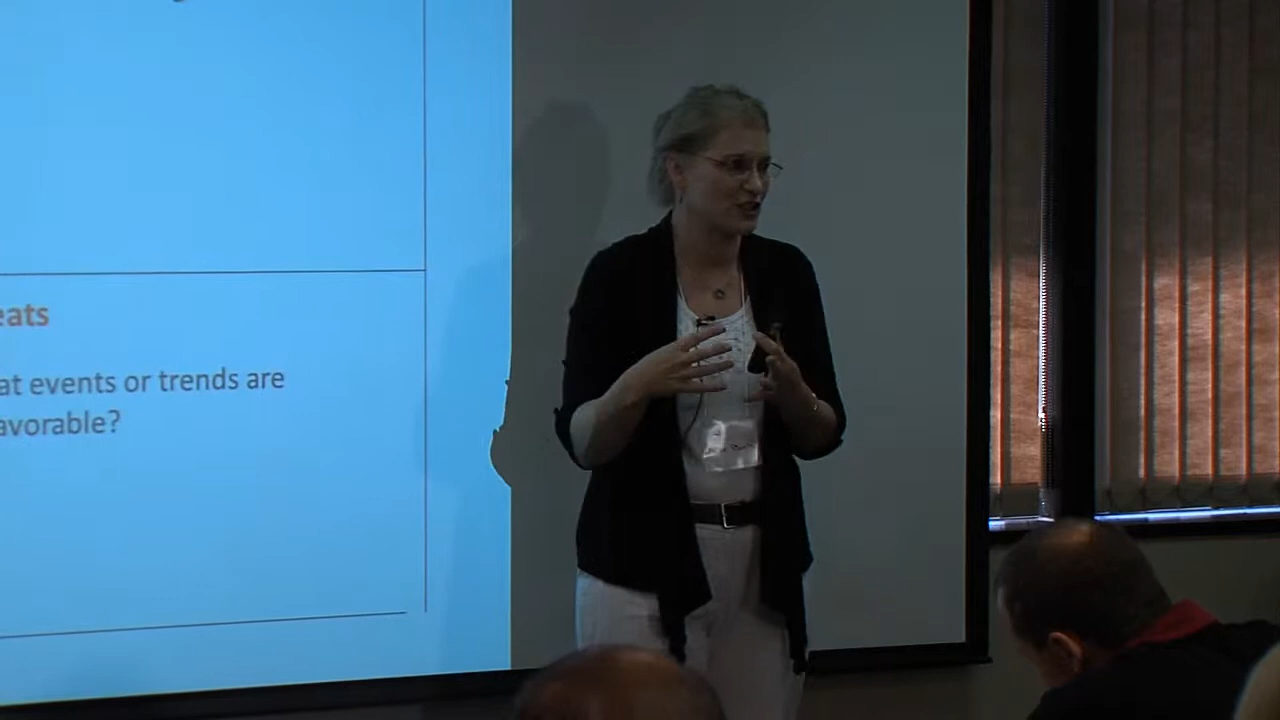 eats
at events or trends are
avorable?